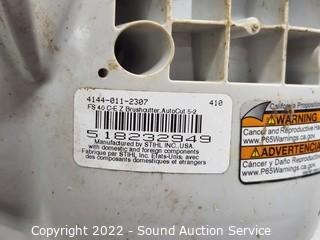 4144-011-2307 410
FS 40 C-E Z Brushcutter,AutoCut 5-2
518232949
Manufactured by STIHL INC.,USA
with domestic and foreign components
Fabriqué par STIHL Inc. États-Unis; avec
des composants domestiques et étrangers
WARNING
Cancer and Reproductive
www.P65Warnings.ca.gov
ADVERTENCIA
Cáncer y Daño Reproductivo
www.P65Warnings.ca.gov
Copyright 2022 - Sound Auction Service